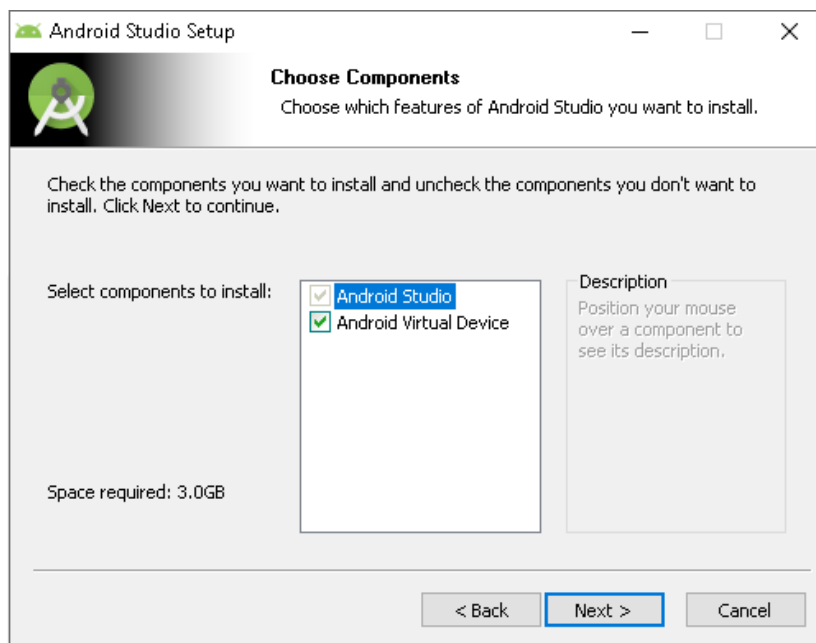 Android Studio Setup
Choose Components
Choose which features of Android Studio you want to install.
Check the components you want to install and uncheck the components you don't want to
install. Click Next to continue.
Select components to install:
Android Studio
Android Virtual Device
Description
Position your mouse
over a component to
see its description.
Space required: 3.0GB
< Back
Next >
Cancel